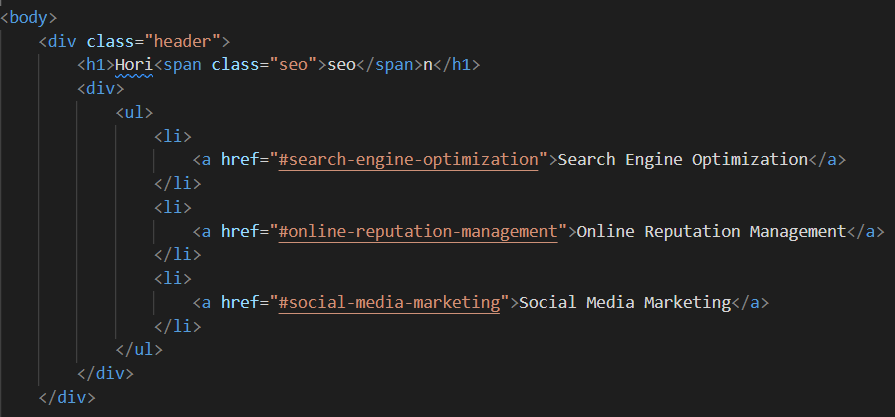 <body>
<div class="header">
<h1>Hori<span class="seo">seo</span>n</h1>
<div>
<ul>
<li>
<a href="#search-engine-optimization">Search Engine Optimization</a>
</li>
<li>
<a href="#online-reputation-management">Online Reputation Management</a>
</li>
<li>
<a href="#social-media-marketing">Social Media Marketing</a>
</li>
</ul>
</div>
</div>